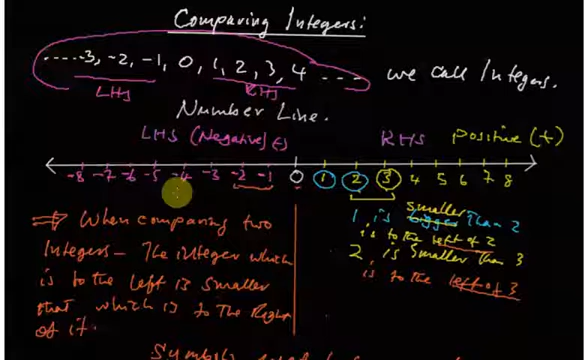 Comparing Integers:
.....-3, -2, -1, 0, 1, 2, 3, 4 .... we call Integers.
LHS RHS
Number Line.
LHS (Negative) (-) RHS Positive (+)
-8 -7 -6 -5 -4 -3 -2 -1 0 1 2 3 4 5 6 7 8
⇒ When comparing two
Integers - The integer which
is to the left is smaller
that which is to the Right
of it.
smaller
1 is bigger Than 2
is to the left of 2
2 is smaller Than 3
is to the left of 3
Symbols